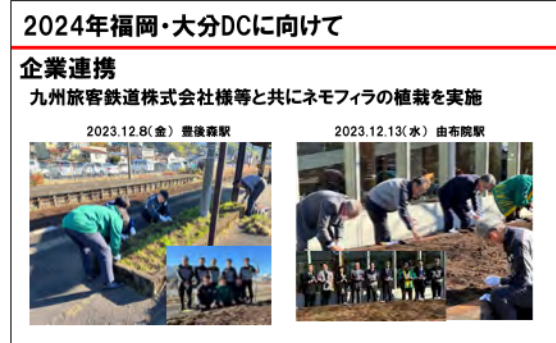 2024年福岡・大分DCに向けて
企業連携
九州旅客鉄道株式会社様等と共にネモフィラの植栽を実施
2023.12.8(金) 豊後森駅
2023.12.13(水) 由布院駅